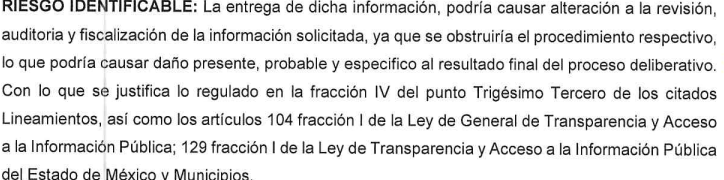 RIESGO IDENTIFICABLE: La entrega de dicha información, podría causar alteración a la revisión,
auditoria y fiscalización de la información solicitada, ya que se obstruiría el procedimiento respectivo,
lo que podría causar daño presente, probable y especifico al resultado final del proceso deliberativo.
Con lo que se justifica lo regulado en la fracción IV del punto Trigésimo Tercero de los citados
Lineamientos, así como los artículos 104 fracción I de la Ley de General de Transparencia y Acceso
a la Información Pública; 129 fracción I de la Ley de Transparencia y Acceso a la Información Pública
del Estado de México y Municipios.